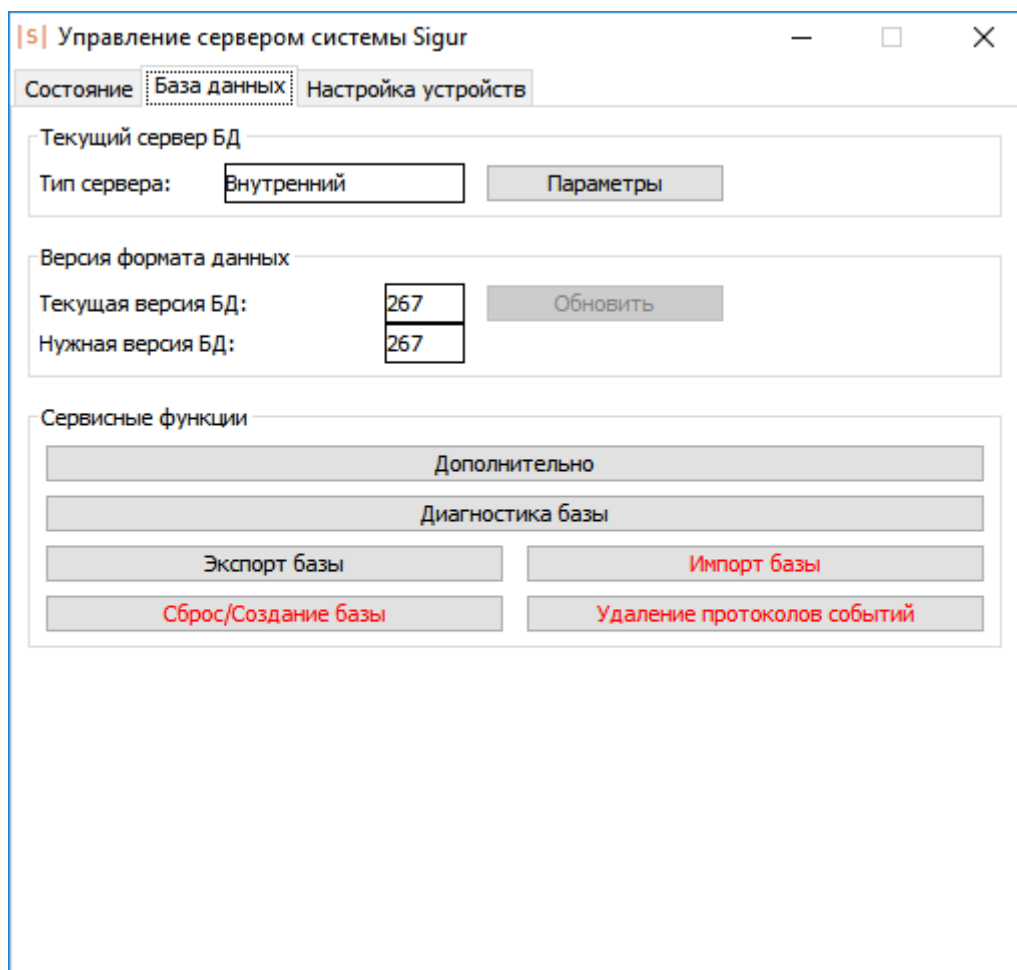 |S| Управление сервером системы Sigur
Состояние База данных Настройка устройств
Текущий сервер БД
Тип сервера: Внутренний Параметры
Версия формата данных
Текущая версия БД: 267 Обновить
Нужная версия БД: 267
Сервисные функции
Дополнительно
Диагностика базы
Экспорт базы Импорт базы
Сброс/Создание базы Удаление протоколов событий